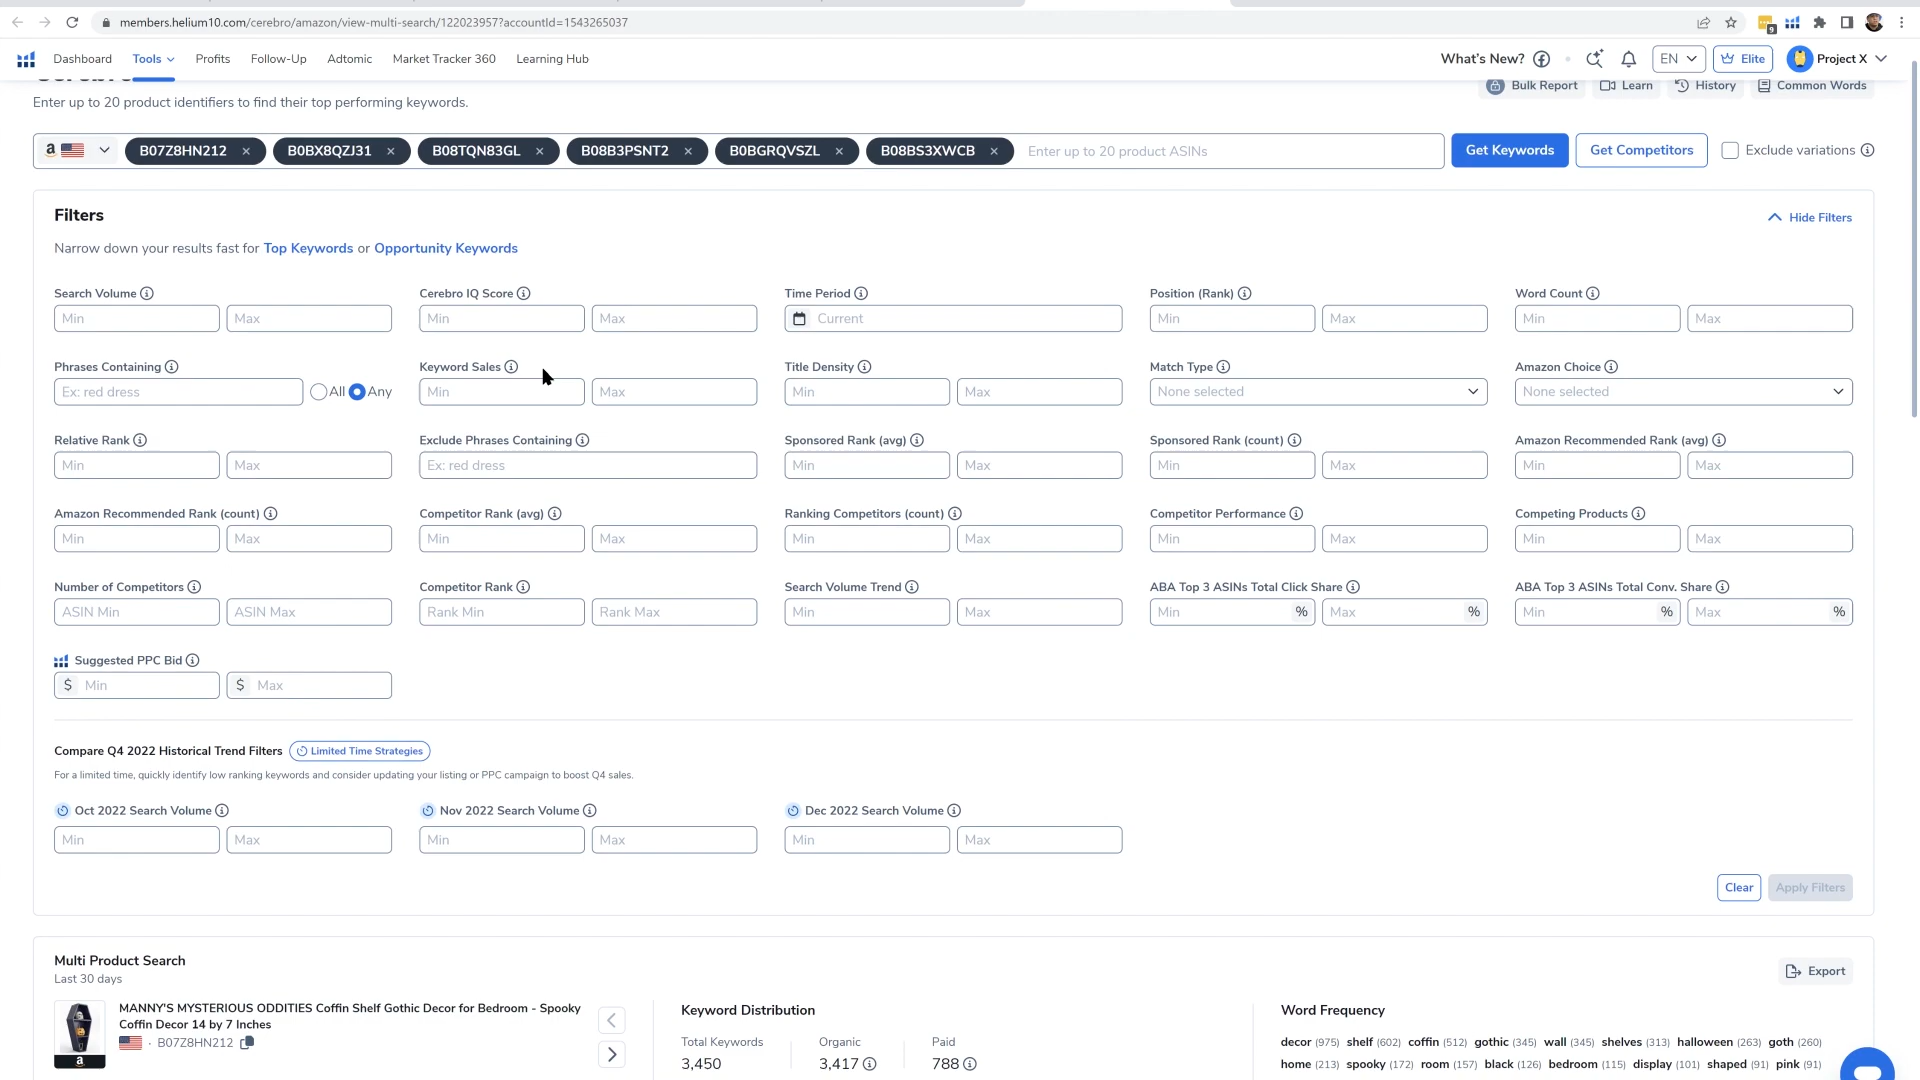 members.helium10.com/cerebro/amazon/view-multi-search/122023957?accountId=1543265037
9
Dashboard Tools Profits Follow-Up Adtomic Market Tracker 360 Learning Hub What's New? EN Elite Project X
Bulk Report Learn History Common Words
Enter up to 20 product identifiers to find their top performing keywords.
a B07Z8HN212 × B0BX8QZJ31 × B08TQN83GL × B08B3PSNT2 × B0BGRQVSZL × B08BS3XWCB × Enter up to 20 product ASINs Get Keywords Get Competitors Exclude variations
Filters
Hide Filters
Narrow down your results fast for Top Keywords or Opportunity Keywords
Search Volume Cerebro IQ Score Time Period Position (Rank) Word Count
Min Max Min Max Current Min Max Min Max
Phrases Containing Keyword Sales Title Density Match Type Amazon Choice
Ex: red dress All Any Min Max Min Max None selected None selected
Relative Rank Exclude Phrases Containing Sponsored Rank (avg) Sponsored Rank (count) Amazon Recommended Rank (avg)
Min Max Ex: red dress Min Max Min Max Min Max
Amazon Recommended Rank (count) Competitor Rank (avg) Ranking Competitors (count) Competitor Performance Competing Products
Min Max Min Max Min Max Min Max Min Max
Number of Competitors Competitor Rank Search Volume Trend ABA Top 3 ASINs Total Click Share ABA Top 3 ASINs Total Conv. Share
ASIN Min ASIN Max Rank Min Rank Max Min Max Min % Max % Min % Max %
Suggested PPC Bid
$ Min $ Max
Compare Q4 2022 Historical Trend Filters Limited Time Strategies
For a limited time, quickly identify low ranking keywords and consider updating your listing or PPC campaign to boost Q4 sales.
Oct 2022 Search Volume Nov 2022 Search Volume Dec 2022 Search Volume
Min Max Min Max Min Max
Clear Apply Filters
Multi Product Search
Last 30 days
Export
MANNY'S MYSTERIOUS ODDITIES Coffin Shelf Gothic Decor for Bedroom - Spooky
Coffin Decor 14 by 7 Inches
· B07Z8HN212
a
Keyword Distribution
Total Keywords Organic Paid
3,450 3,417 788
Word Frequency
decor (975) shelf (602) coffin (512) gothic (345) wall (345) shelves (313) halloween (263) goth (260)
home (213) spooky (172) room (157) black (126) bedroom (115) display (101) shaped (91) pink (91)